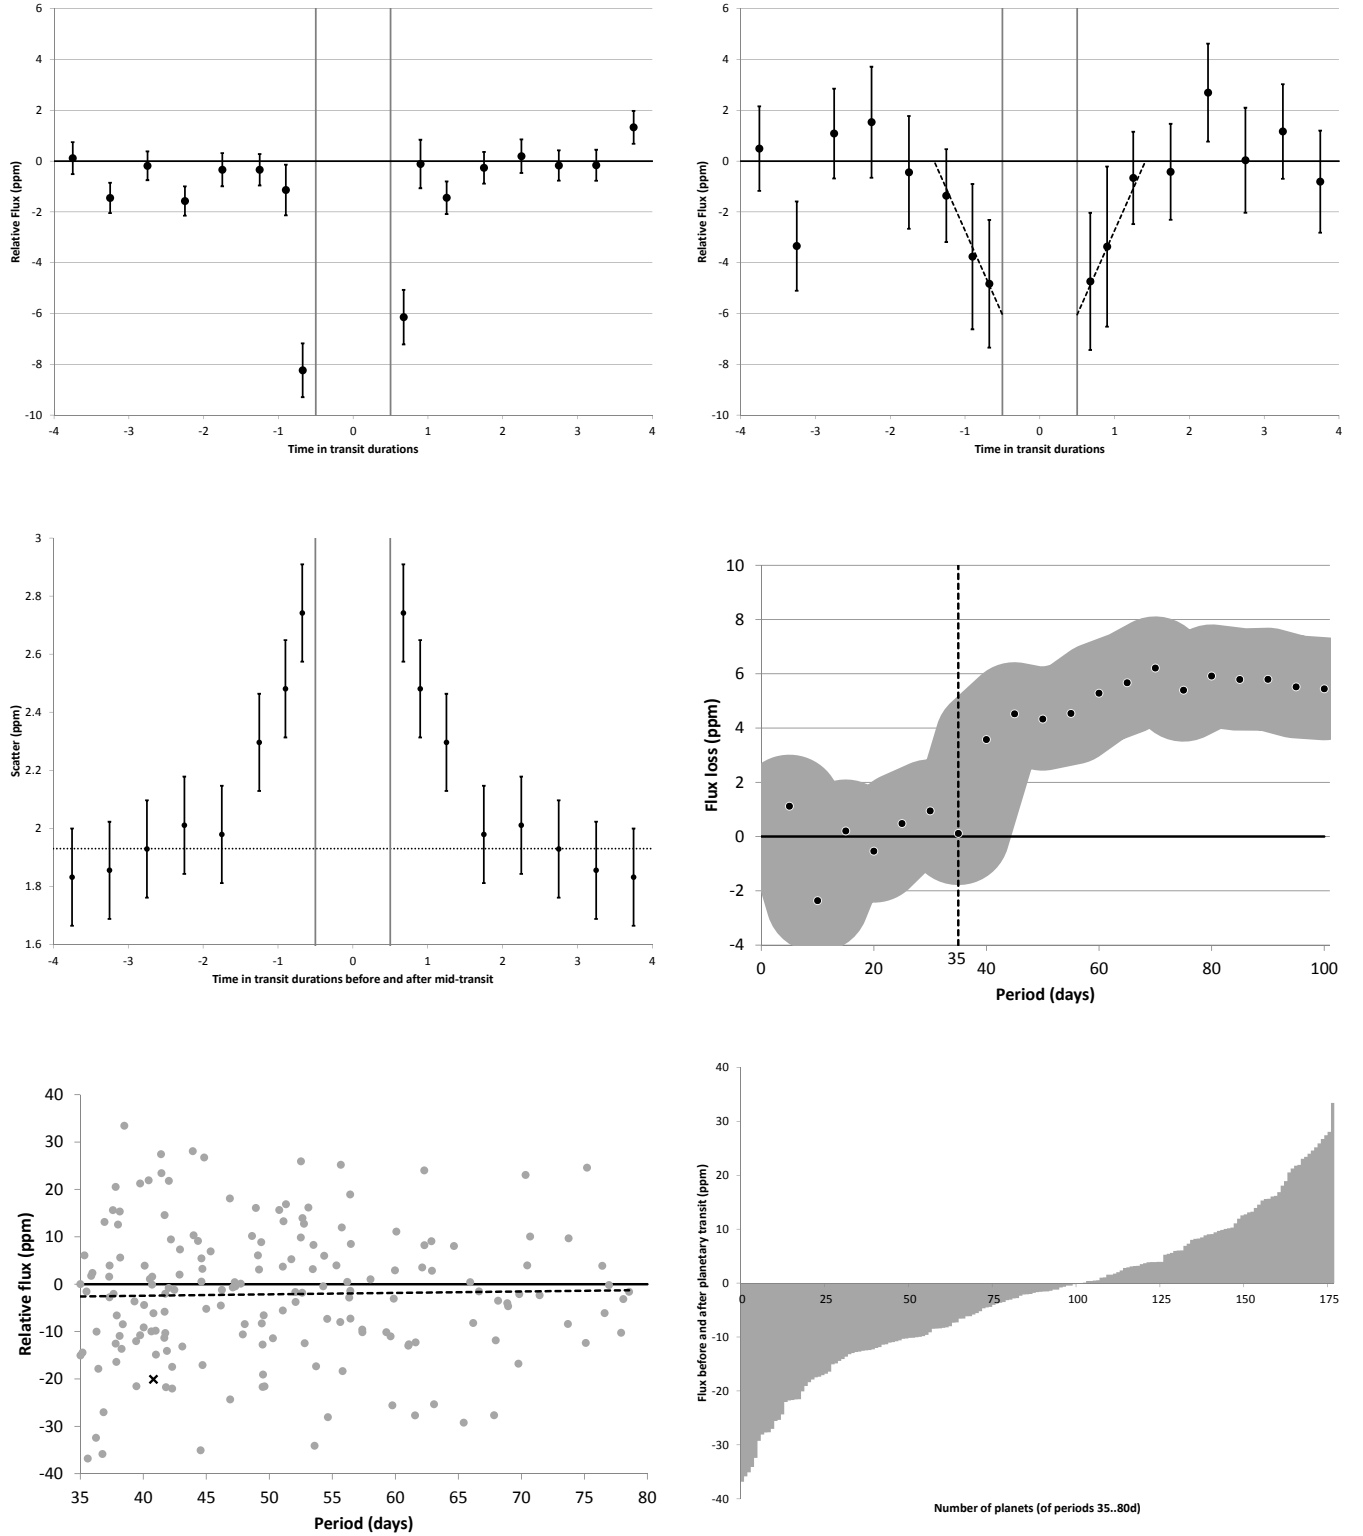 6
4
2
0
-2
-4
-6
-8
-10
Relative Flux (ppm)
-4 -3 -2 -1 0 1 2 3 4
Time in transit durations
6
4
2
0
-2
-4
-6
-8
-10
Relative Flux (ppm)
-4 -3 -2 -1 0 1 2 3 4
Time in transit durations
3
2.8
2.6
2.4
2.2
2
1.8
1.6
Scatter (ppm)
-4 -3 -2 -1 0 1 2 3 4
Time in transit durations before and after mid-transit
10
8
6
4
2
0
-2
-4
Flux loss (ppm)
0 20 35 40 60 80 100
Period (days)
40
30
20
10
0
-10
-20
-30
-40
Relative flux (ppm)
35 40 45 50 55 60 65 70 75 80
Period (days)
40
30
20
10
0
-10
-20
-30
-40
Flux before and after planetary transit (ppm)
0 25 50 75 100 125 150 175
Number of planets (of periods 35..80d)